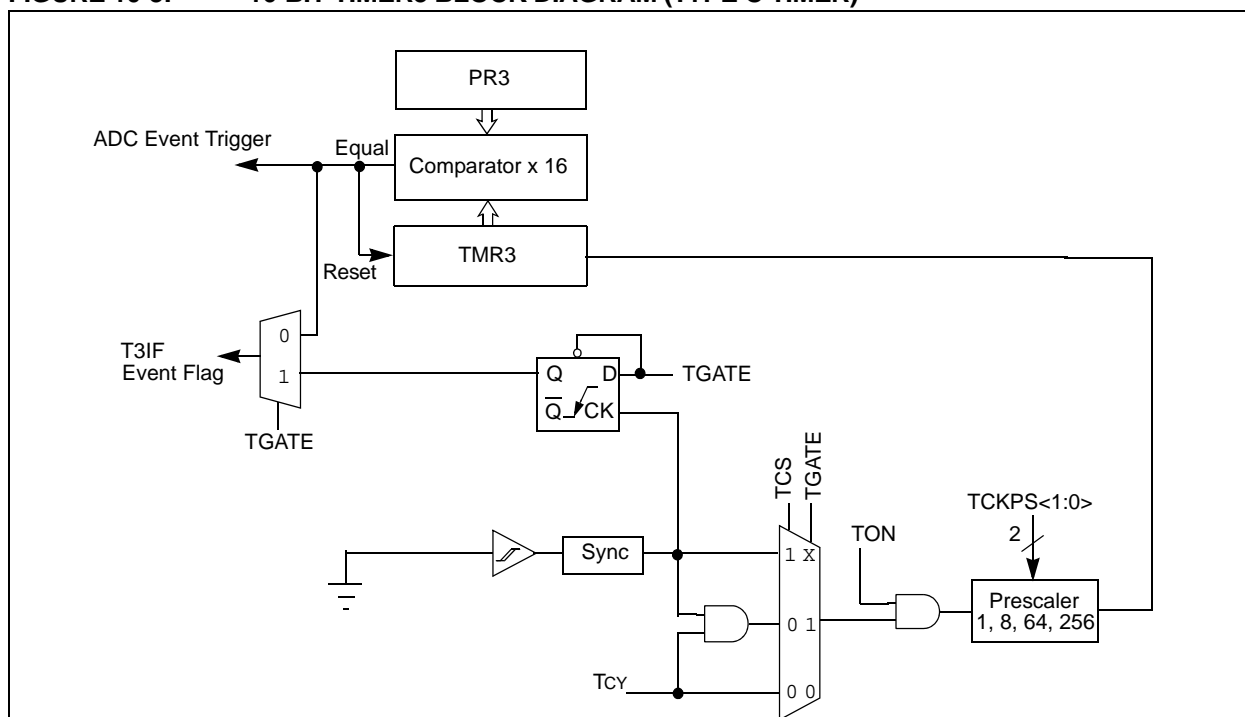 PR3
ADC Event Trigger
Equal
Comparator x 16
TMR3
Reset
0
1
T3IF
Event Flag
TGATE
Q D
Q CK
TGATE
TCS
TGATE
TCKPS<1:0>
2
TON
Sync
1 X
Prescaler
1, 8, 64, 256
0 1
TCY
0 0